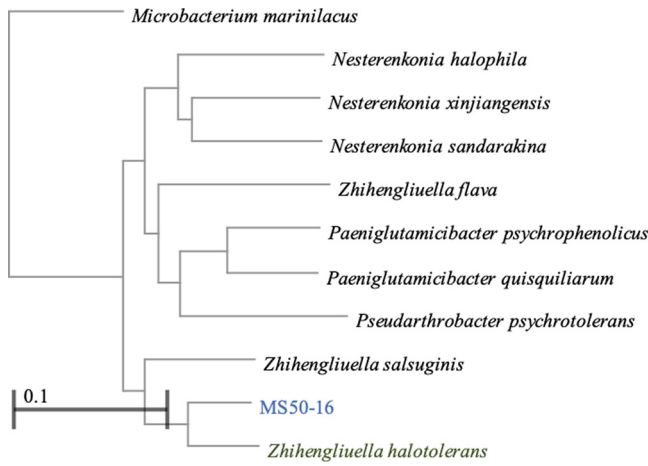 Microbacterium marinilacus
Nesterenkonia halophila
Nesterenkonia xinjiangensis
Nesterenkonia sandarakina
Zhihengliuella flava
Paeniglutamicibacter psychrophenolicus
Paeniglutamicibacter quisquiliarum
Pseudarthrobacter psychrotolerans
Zhihengliuella salsuginis
0.1
MS50-16
Zhihengliuella halotolerans